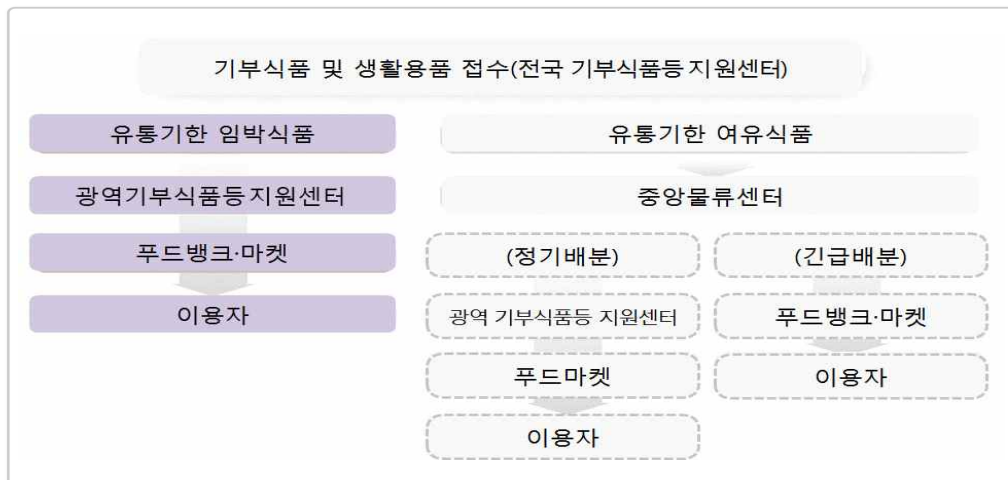 기부식품 및 생활용품 접수(전국 기부식품등지원센터)
유통기한 임박식품
광역기부식품등지원센터
푸드뱅크·마켓
이용자
유통기한 여유식품
중앙물류센터
(정기배분)
광역 기부식품등 지원센터
푸드마켓
이용자
(긴급배분)
푸드뱅크·마켓
이용자